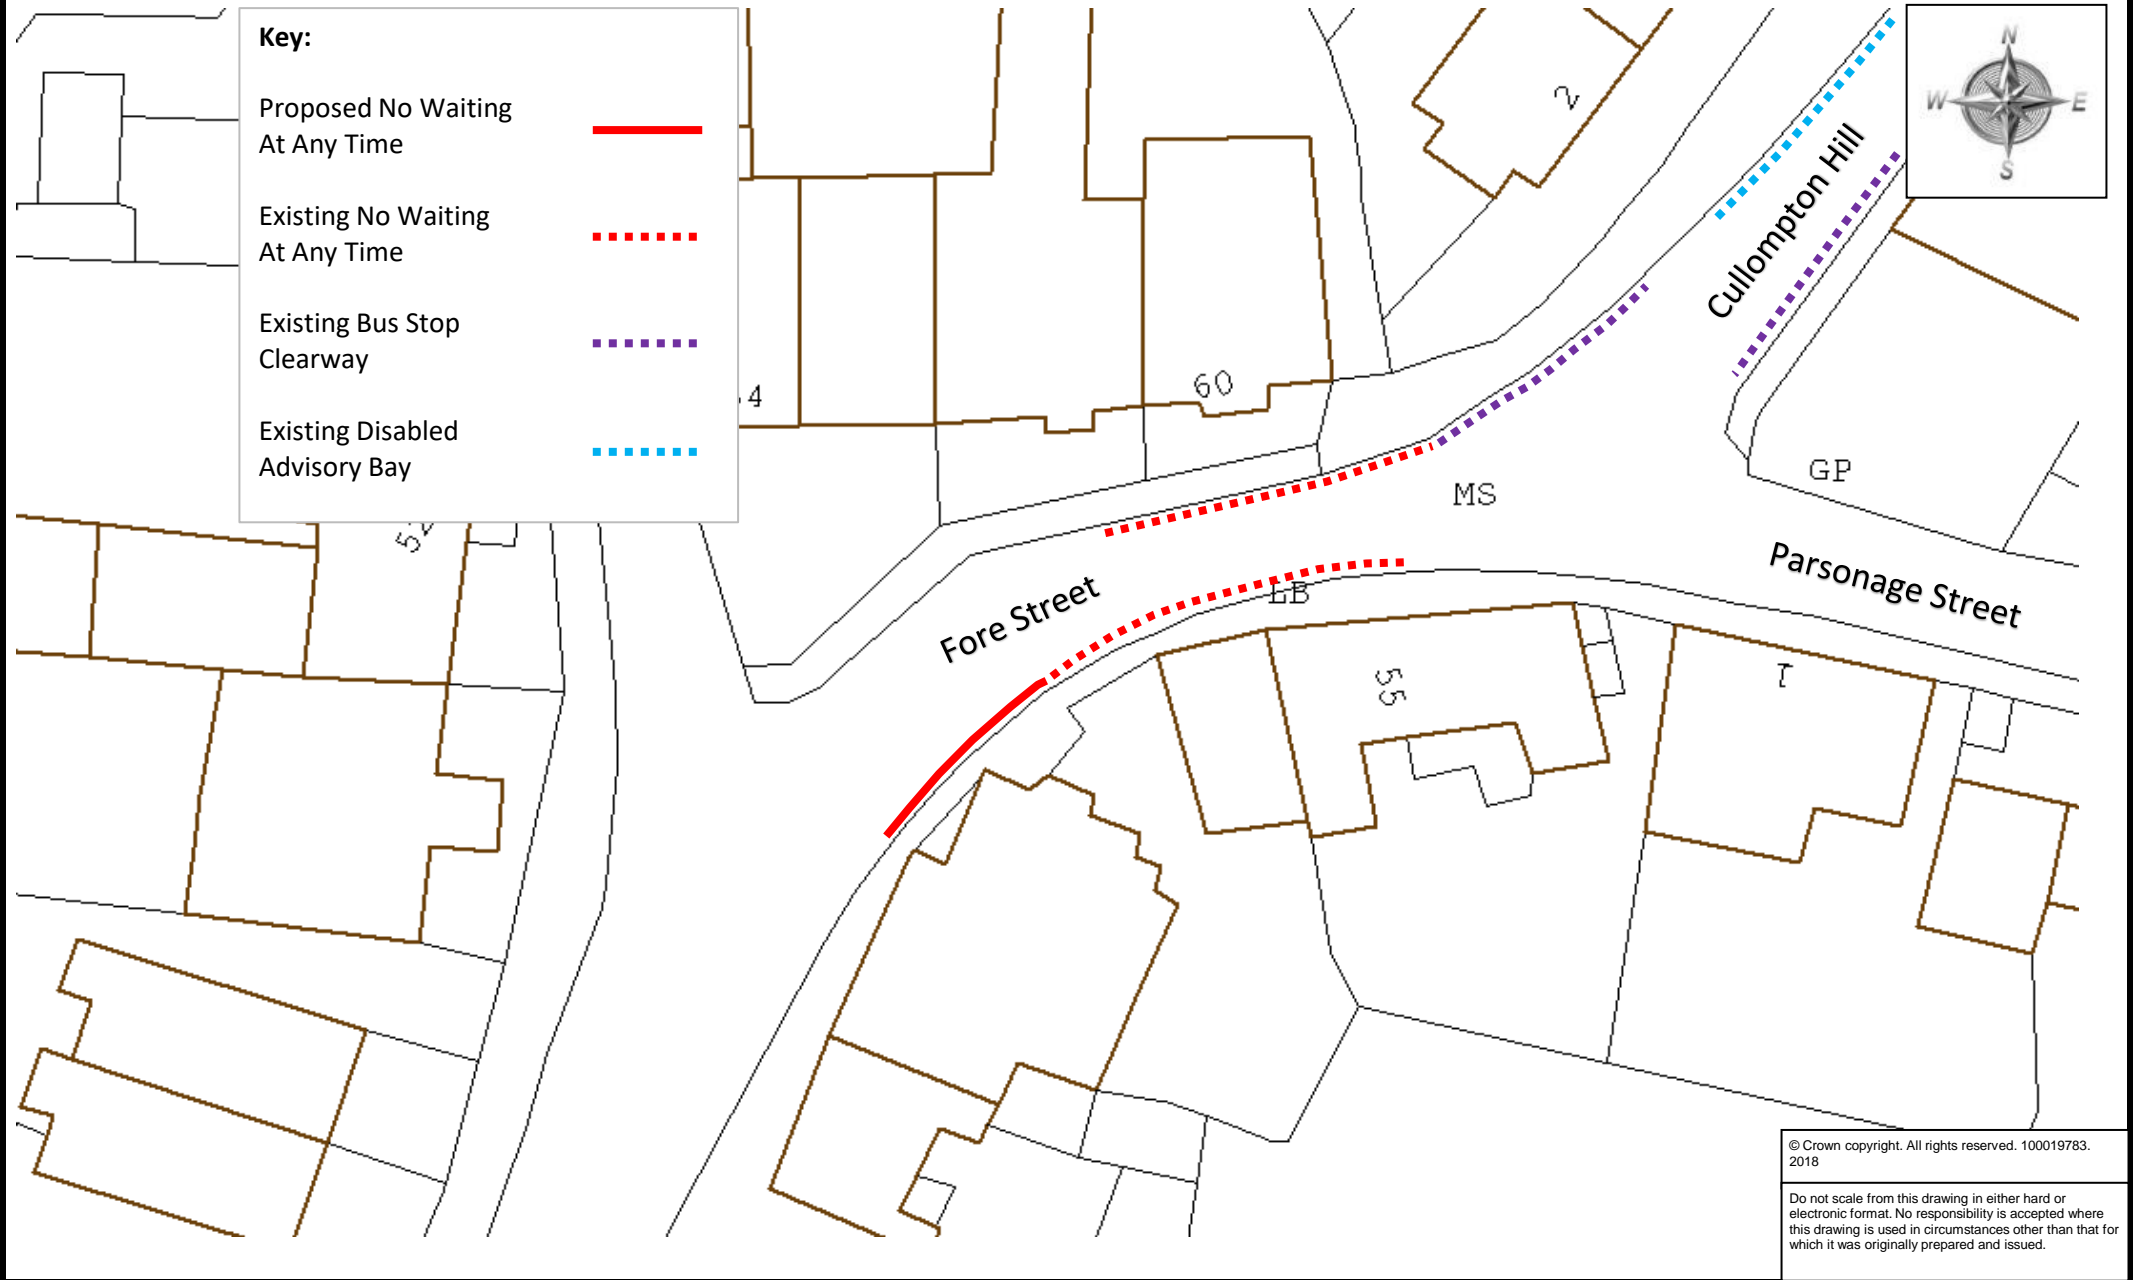 Key:
Proposed No Waiting
At Any Time
Existing No Waiting
At Any Time
Existing Bus Stop
Clearway
Existing Disabled
Advisory Bay
N
W
E
S
2
Cullompton Hill
4
60
52
MS
GP
Fore Street
LB
Parsonage Street
55
1
© Crown copyright. All rights reserved. 100019783.
2018
Do not scale from this drawing in either hard or
electronic format. No responsibility is accepted where
this drawing is used in circumstances other than that for
which it was originally prepared and issued.